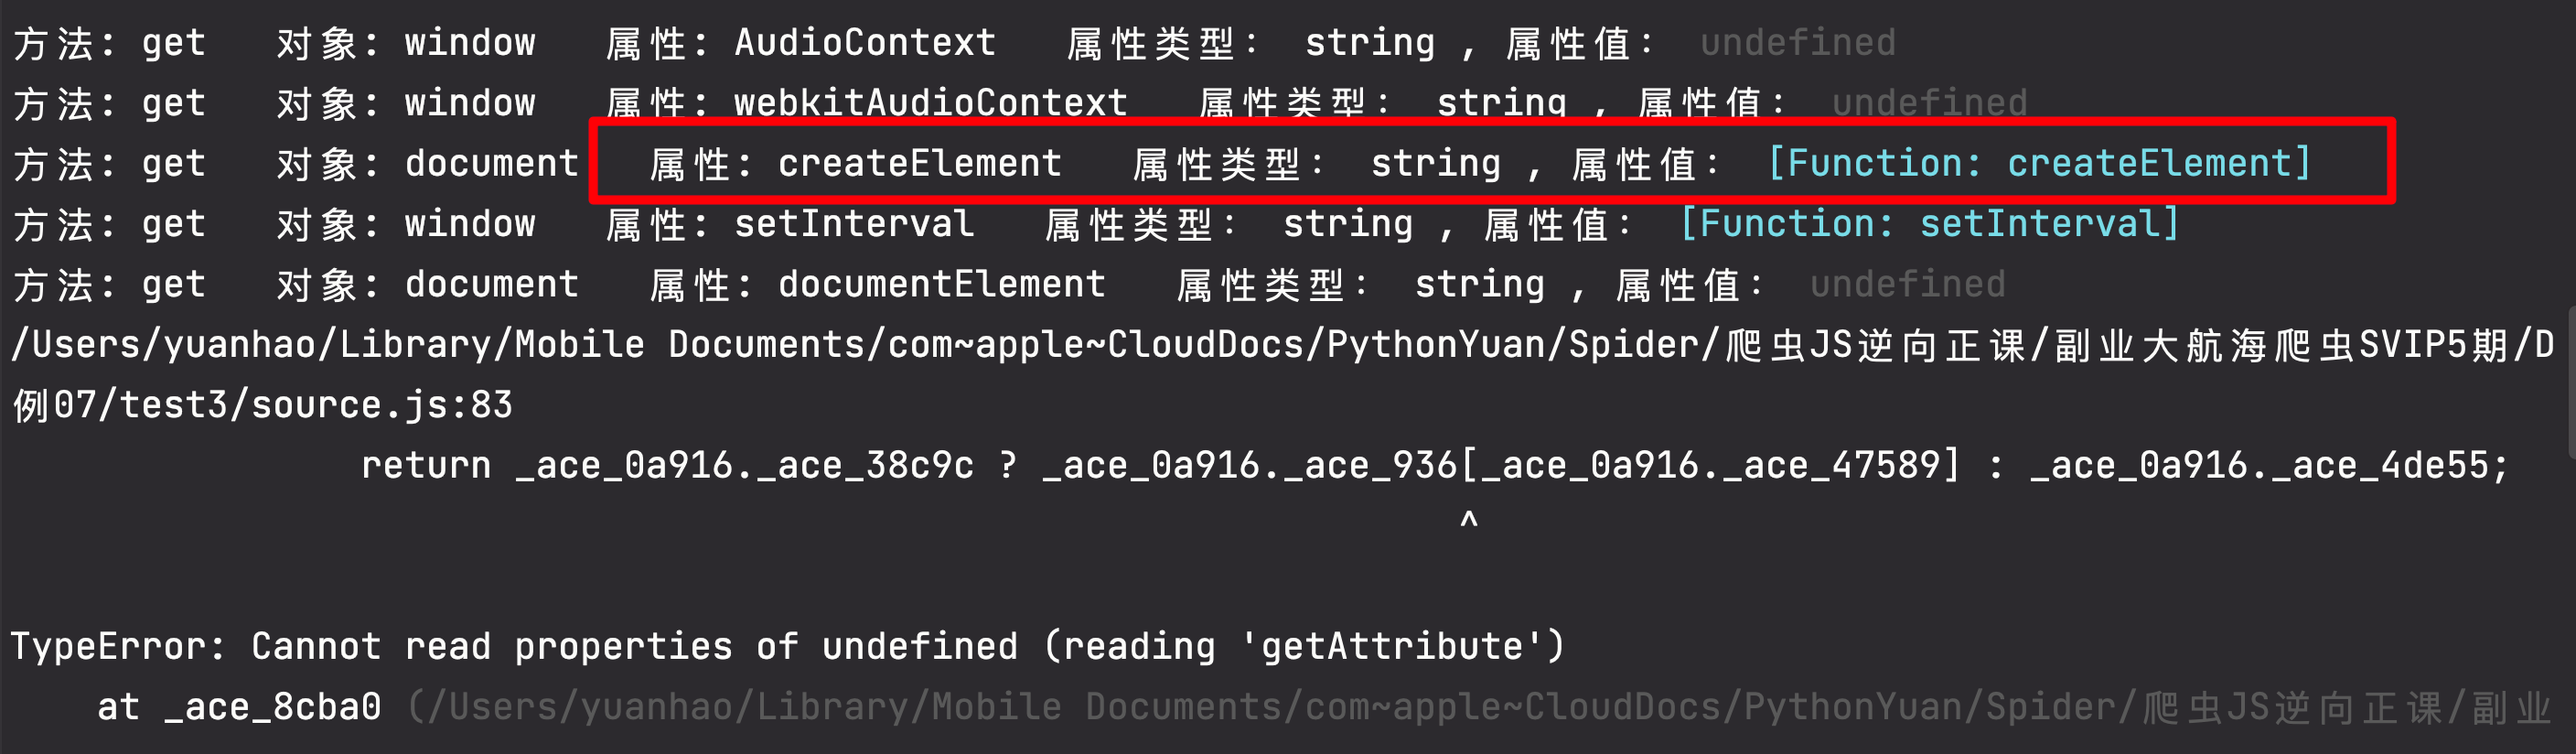 方法: get 对象: window 属性: AudioContext 属性类型： string , 属性值： undefined
方法: get 对象: window 属性: webkitAudioContext 属性类型： string , 属性值： undefined
方法: get 对象: document 属性: createElement 属性类型： string , 属性值： [Function: createElement]
方法: get 对象: window 属性: setInterval 属性类型： string , 属性值： [Function: setInterval]
方法: get 对象: document 属性: documentElement 属性类型： string , 属性值： undefined
/Users/yuanhao/Library/Mobile Documents/com~apple~CloudDocs/PythonYuan/Spider/爬虫JS逆向正课/副业大航海爬虫SVIP5期/D
例07/test3/source.js:83
return _ace_0a916._ace_38c9c ? _ace_0a916._ace_936[_ace_0a916._ace_47589] : _ace_0a916._ace_4de55;
^
TypeError: Cannot read properties of undefined (reading 'getAttribute')
at _ace_8cba0 (/Users/yuanhao/Library/Mobile Documents/com~apple~CloudDocs/PythonYuan/Spider/爬虫JS逆向正课/副业